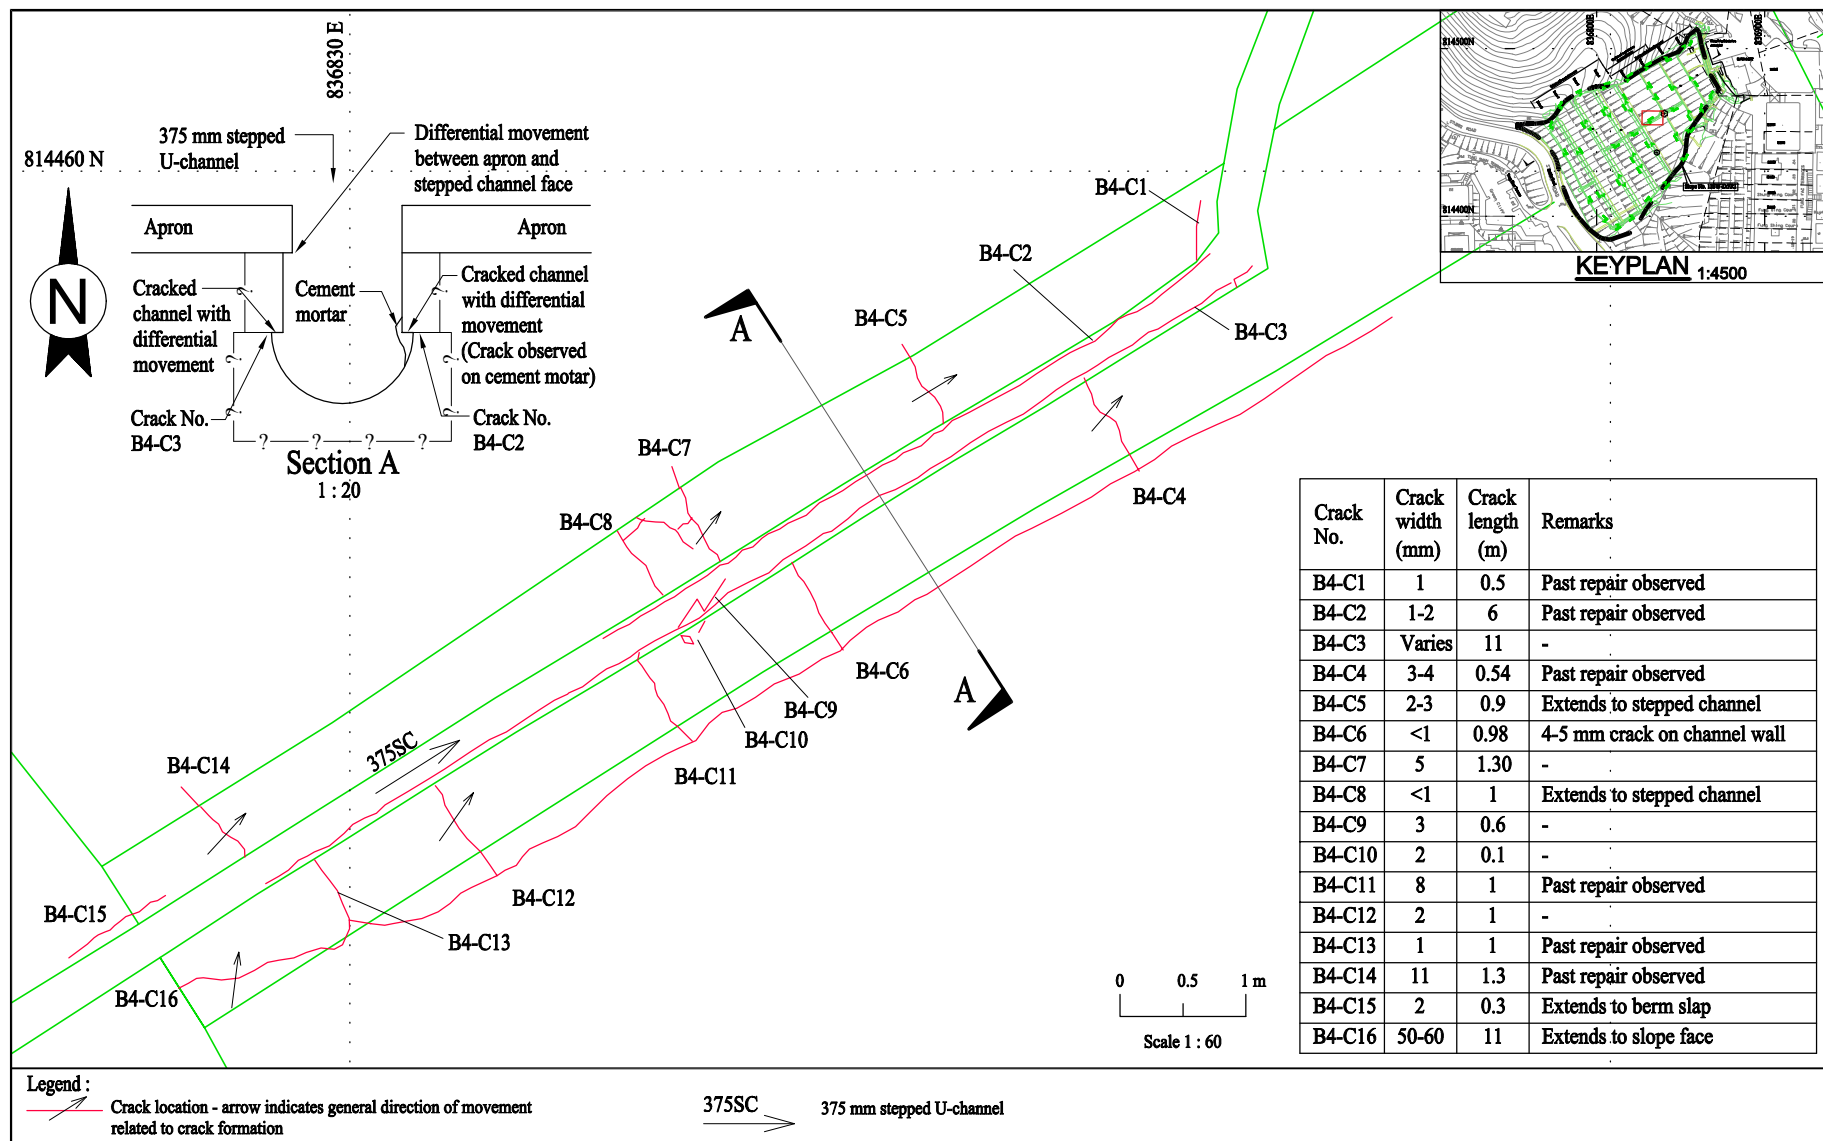 836830 E
814460 N
375 mm stepped
U-channel
Differential movement
between apron and
stepped channel face
Apron
Apron
Cracked
channel with
differential
movement
Cement
mortar
Cracked channel
with differential
movement
(Crack observed
on cement motar)
Crack No.
B4-C3
Crack No.
B4-C2
? ? ? ?
? ? ? ? ? ?
Section A
1 : 20
N
A
A
B4-C1
B4-C2
B4-C3
B4-C5
B4-C4
B4-C7
B4-C8
B4-C6
B4-C9
B4-C10
B4-C11
375SC
B4-C14
B4-C12
B4-C15
B4-C13
B4-C16
814500N
814400N
836800E
836900E
KEYPLAN 1:4500
Crack No. Crack width (mm) Crack length (m) Remarks
B4-C1 1 0.5 Past repair observed
B4-C2 1-2 6 Past repair observed
B4-C3 Varies 11 -
B4-C4 3-4 0.54 Past repair observed
B4-C5 2-3 0.9 Extends to stepped channel
B4-C6 <1 0.98 4-5 mm crack on channel wall
B4-C7 5 1.30 -
B4-C8 <1 1 Extends to stepped channel
B4-C9 3 0.6 -
B4-C10 2 0.1 -
B4-C11 8 1 Past repair observed
B4-C12 2 1 -
B4-C13 1 1 Past repair observed
B4-C14 11 1.3 Past repair observed
B4-C15 2 0.3 Extends to berm slap
B4-C16 50-60 11 Extends to slope face
0 0.5 1 m
Scale 1 : 60
Legend :
Crack location - arrow indicates general direction of movement
related to crack formation
375SC
375 mm stepped U-channel